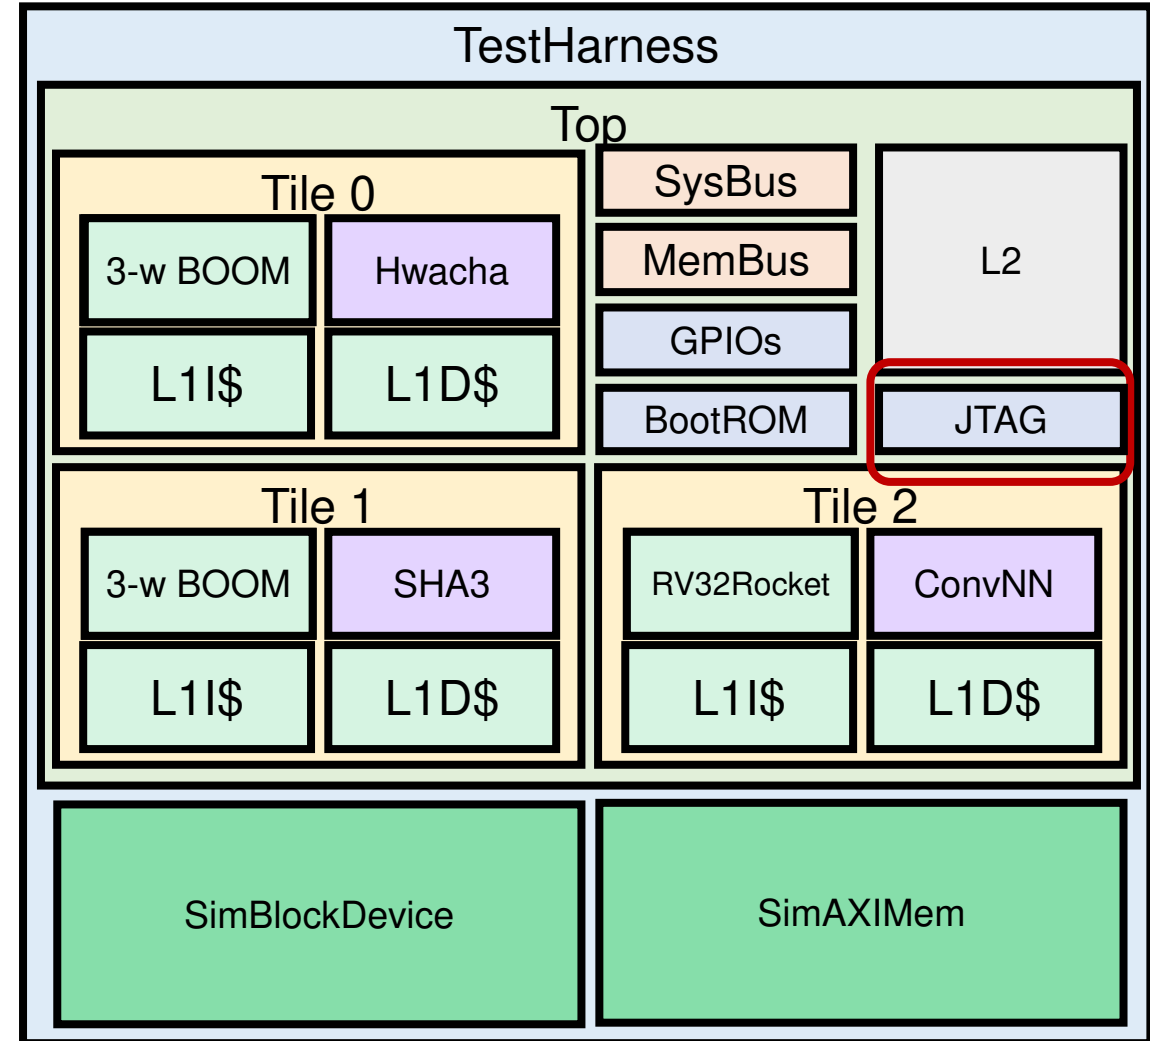 TestHarness
Top
Tile 0
3-w BOOM
Hwacha
L1I$
L1D$
SysBus
MemBus
GPIOs
BootROM
L2
JTAG
Tile 1
3-w BOOM
SHA3
L1I$
L1D$
Tile 2
RV32Rocket
ConvNN
L1I$
L1D$
SimBlockDevice
SimAXIMem